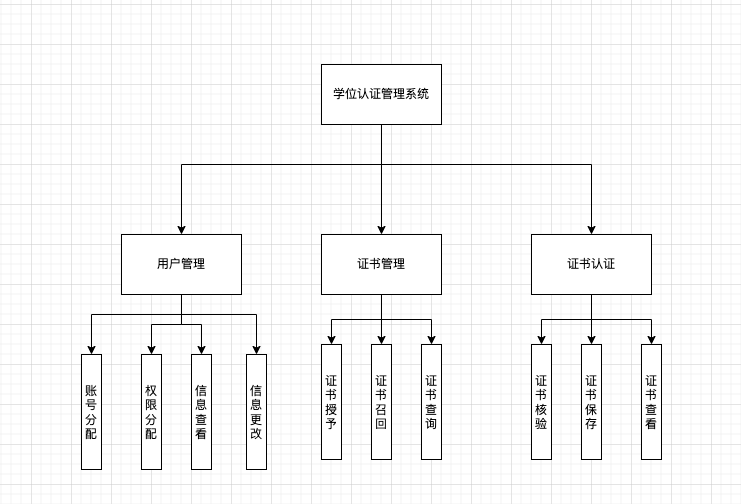 学位认证管理系统
用户管理
证书管理
证书认证
账号分配
权限分配
信息查看
信息更改
证书授予
证书召回
证书查询
证书核验
证书保存
证书查看